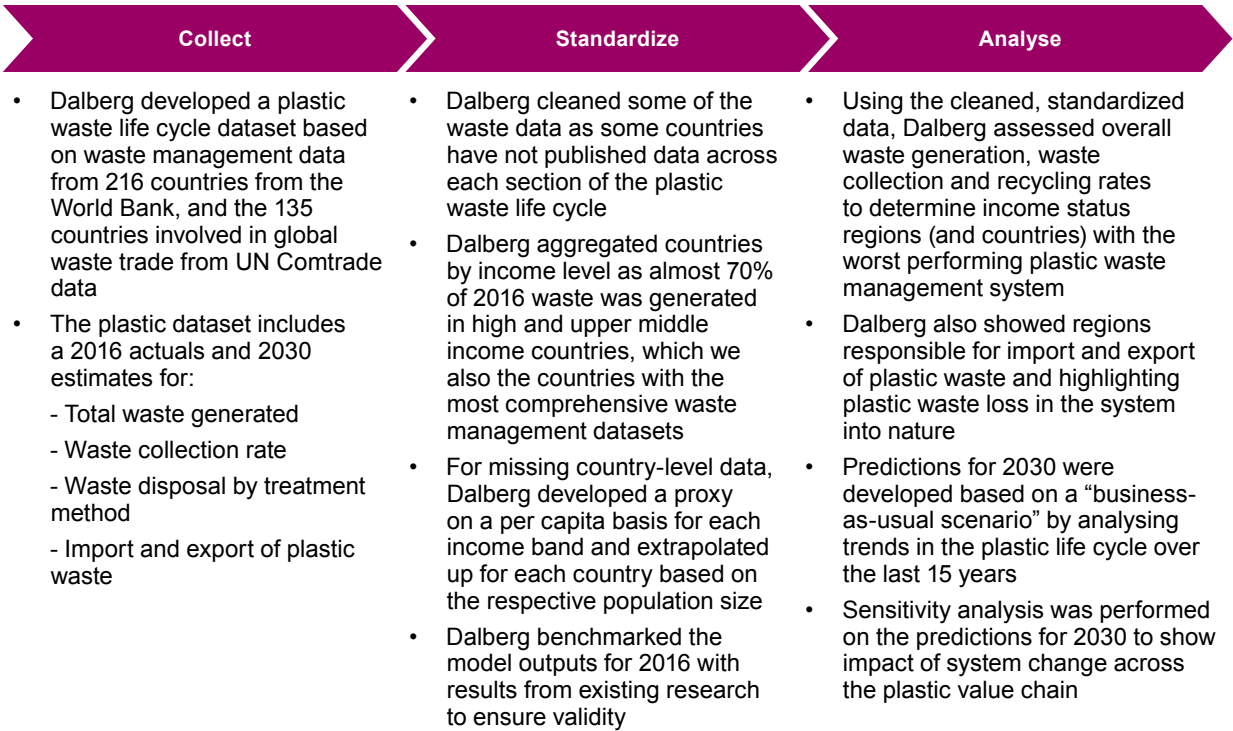 Collect
Standardize
Analyse
• Dalberg developed a plastic
waste life cycle dataset based
on waste management data
from 216 countries from the
World Bank, and the 135
countries involved in global
waste trade from UN Comtrade
data
• The plastic dataset includes
a 2016 actuals and 2030
estimates for:
- Total waste generated
- Waste collection rate
- Waste disposal by treatment
method
- Import and export of plastic
waste
• Dalberg cleaned some of the
waste data as some countries
have not published data across
each section of the plastic
waste life cycle
• Dalberg aggregated countries
by income level as almost 70%
of 2016 waste was generated
in high and upper middle
income countries, which we
also the countries with the
most comprehensive waste
management datasets
• For missing country-level data,
Dalberg developed a proxy
on a per capita basis for each
income band and extrapolated
up for each country based on
the respective population size
• Dalberg benchmarked the
model outputs for 2016 with
results from existing research
to ensure validity
• Using the cleaned, standardized
data, Dalberg assessed overall
waste generation, waste
collection and recycling rates
to determine income status
regions (and countries) with the
worst performing plastic waste
management system
• Dalberg also showed regions
responsible for import and export
of plastic waste and highlighting
plastic waste loss in the system
into nature
• Predictions for 2030 were
developed based on a “business-
as-usual scenario” by analysing
trends in the plastic life cycle over
the last 15 years
• Sensitivity analysis was performed
on the predictions for 2030 to show
impact of system change across
the plastic value chain